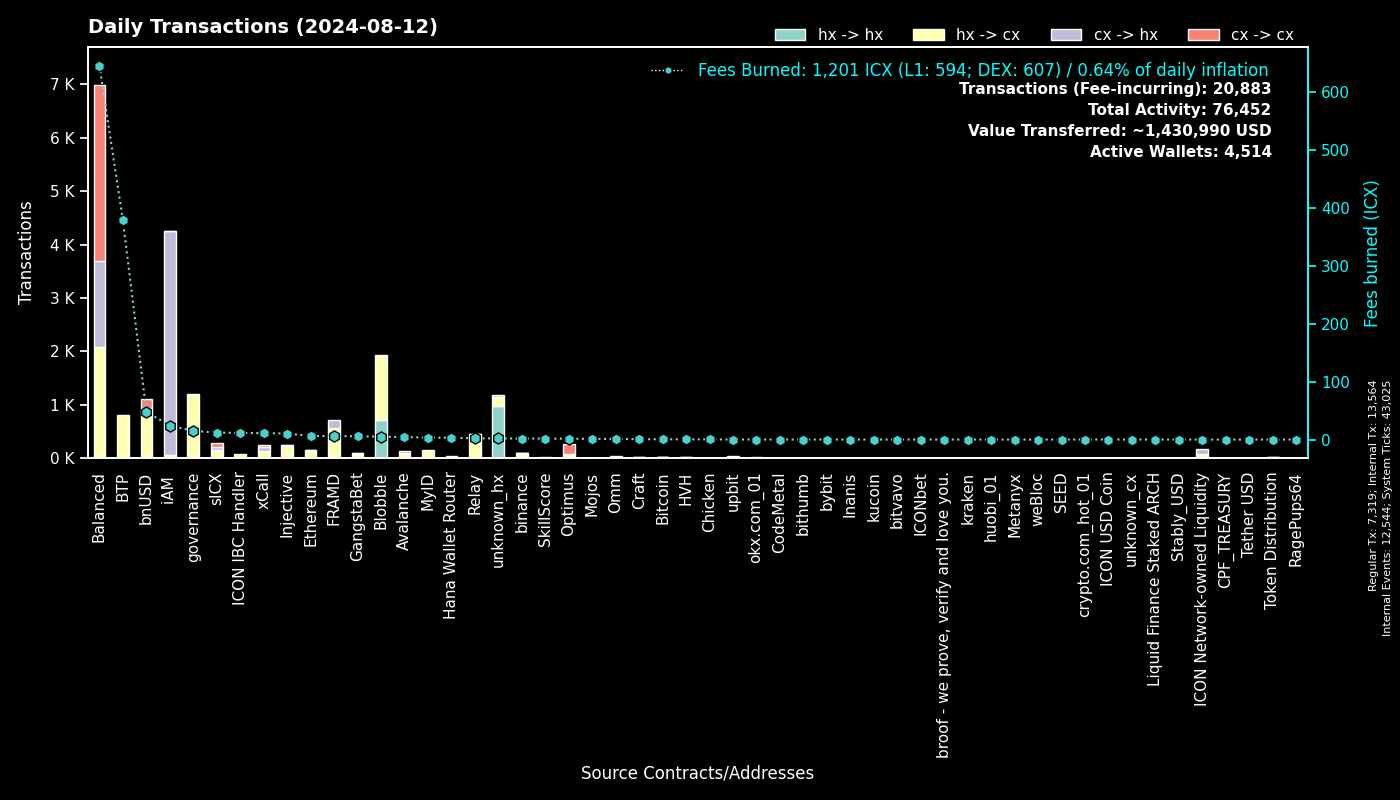 Daily Transactions (2024-08-12)
hx -> hx
hx -> cx
cx -> hx
cx -> cx
Fees Burned: 1,201 ICX (L1: 594; DEX: 607) / 0.64% of daily inflation
Transactions (Fee-incurring): 20,883
Total Activity: 76,452
Value Transferred: ~1,430,990 USD
Active Wallets: 4,514
Transactions
7 K
6 K
5 K
4 K
3 K
2 K
1 K
0 K
600
500
400
300
200
100
0
Fees burned (ICX)
Regular Tx: 7,319; Internal Tx: 13,564
Internal Events: 12,544; System Ticks: 43,025
Balanced
BTP
bnUSD
iAM
governance
sICX
ICON IBC Handler
xCall
Injective
Ethereum
FRAMD
GangstaBet
Blobble
Avalanche
MyID
Hana Wallet Router
Relay
unknown_hx
binance
SkillScore
Optimus
Mojos
Omm
Craft
Bitcoin
HVH
Chicken
upbit
okx.com_01
CodeMetal
bithumb
bybit
Inanis
kucoin
bitvavo
ICONbet
broof - we prove, verify and love you.
kraken
huobi_01
Metanyx
weBloc
SEED
crypto.com_hot_01
ICON USD Coin
unknown_cx
Liquid Finance Staked ARCH
Stably_USD
ICON Network-owned Liquidity
CPF_TREASURY
Tether USD
Token Distribution
RagePups64
Source Contracts/Addresses